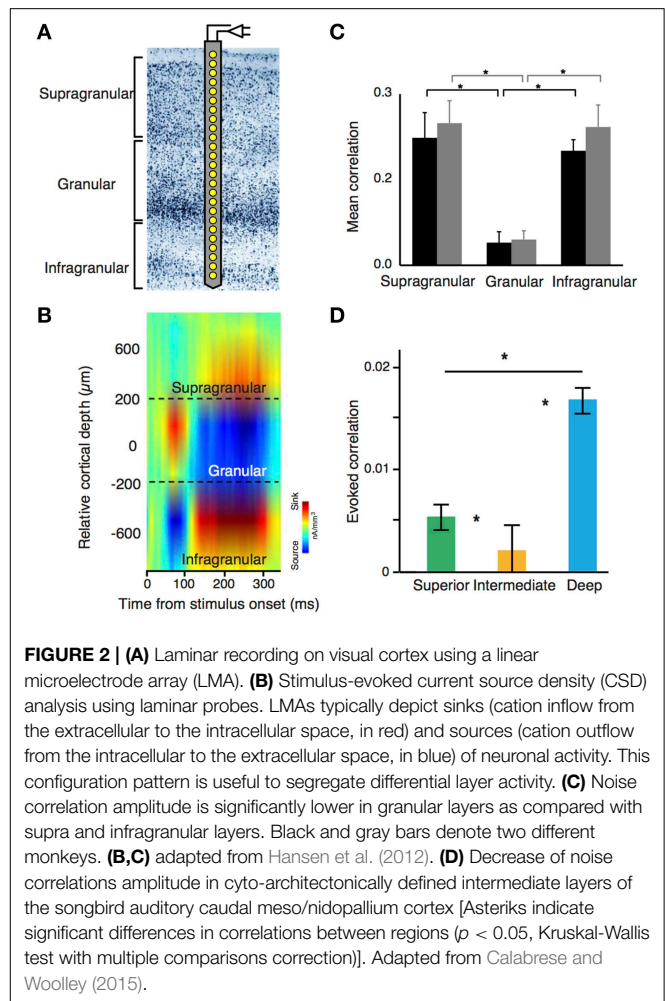 A
Supragranular
Granular
Infragranular
B
Relative cortical depth (µm)
600
200
0
-200
-600
Supragranular
Granular
Infragranular
Sink
nA/mm³
Source
0 100 200 300
Time from stimulus onset (ms)
C
* *
* *
Mean correlation
0.3
0.2
0.0
Supragranular Granular Infragranular
D
Evoked correlation
*
*
*
0.02
0.01
0
Superior Intermediate Deep
FIGURE 2 | (A) Laminar recording on visual cortex using a linear
microelectrode array (LMA). (B) Stimulus-evoked current source density (CSD)
analysis using laminar probes. LMAs typically depict sinks (cation inflow from
the extracellular to the intracellular space, in red) and sources (cation outflow
from the intracellular to the extracellular space, in blue) of neuronal activity. This
configuration pattern is useful to segregate differential layer activity. (C) Noise
correlation amplitude is significantly lower in granular layers as compared with
supra and infragranular layers. Black and gray bars denote two different
monkeys. (B,C) adapted from Hansen et al. (2012). (D) Decrease of noise
correlations amplitude in cyto-architectonically defined intermediate layers of
the songbird auditory caudal meso/nidopallium cortex [Asteriks indicate
significant differences in correlations between regions (p < 0.05, Kruskal-Wallis
test with multiple comparisons correction)]. Adapted from Calabrese and
Woolley (2015).